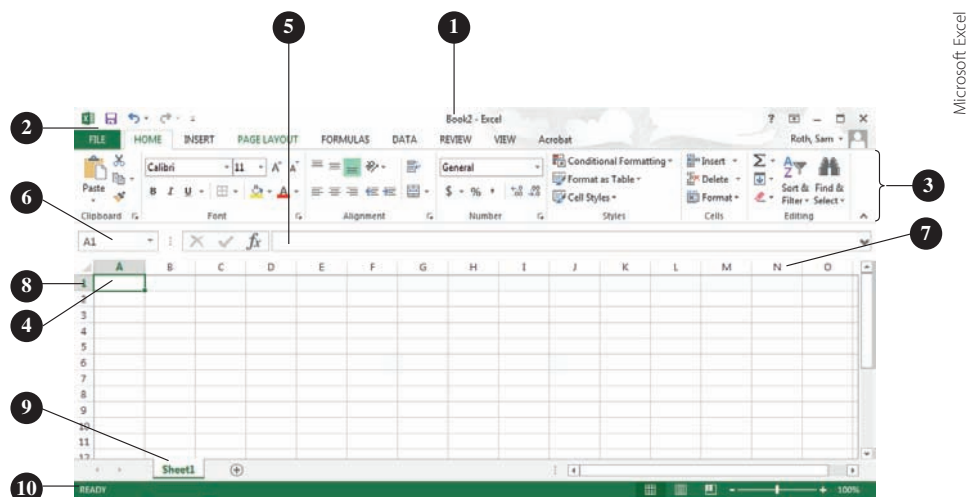 5 1
Microsoft Excel
Book2 - Excel
2
FILE HOME INSERT PAGE LAYOUT FORMULAS DATA REVIEW VIEW Acrobat Roth, Sam
Calibri 11 A A General Conditional Formatting Insert Σ
Paste Format as Table Delete Sort & Find &
B I U A $ % , .0 .00 Cell Styles Format Filter Select
3
Clipboard Font Alignment Number Styles Cells Editing
6
A1 fx
7
A B C D E F G H I J K L M N O
8 1
2
4 3
4
5
6
7
8
9 9
10
11
12
Sheet1
10 READY 100%